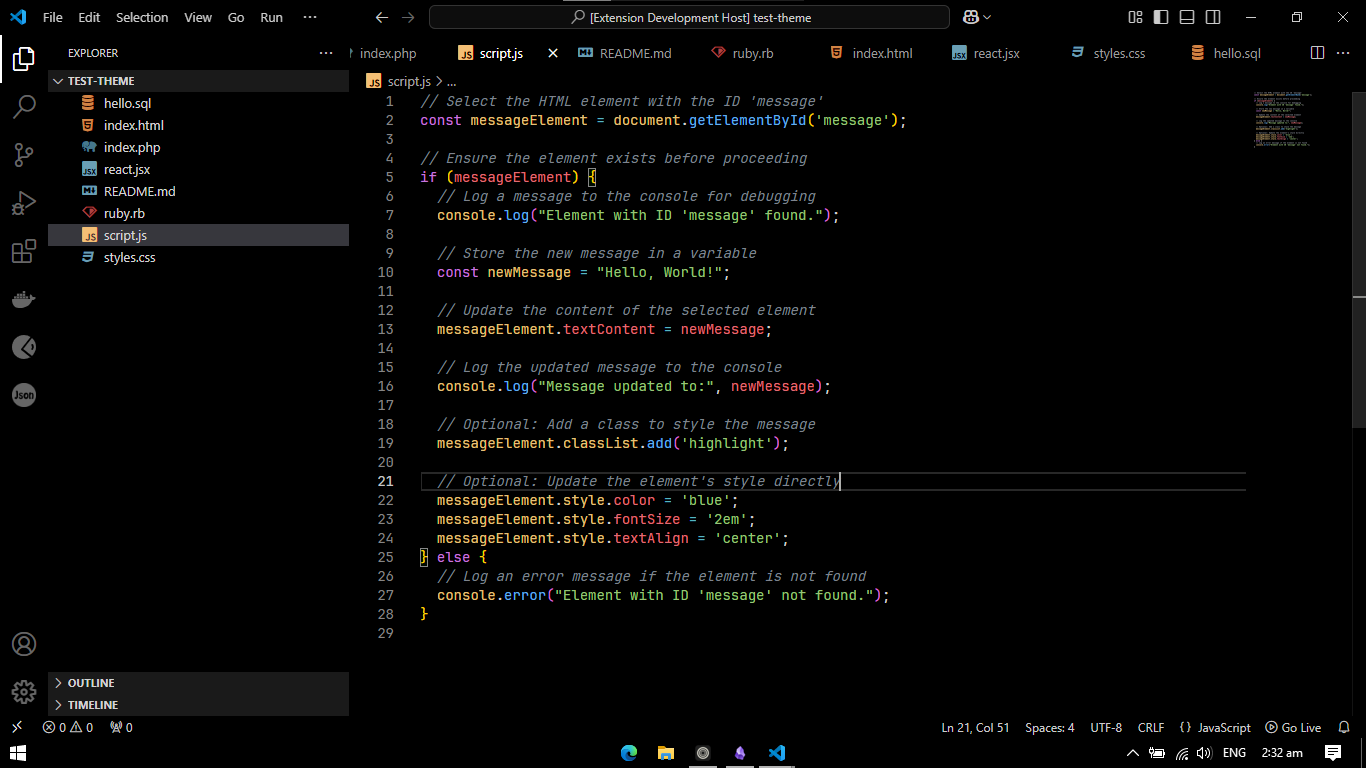 File Edit Selection View Go Run ··· [Extension Development Host] test-theme
EXPLORER ···
TEST-THEME
hello.sql
index.html
index.php
react.jsx
README.md
ruby.rb
script.js
styles.css
OUTLINE
TIMELINE
index.php script.js README.md ruby.rb index.html react.jsx styles.css hello.sql ···
JS script.js > ...
1 // Select the HTML element with the ID 'message'
2 const messageElement = document.getElementById('message');
3
4 // Ensure the element exists before proceeding
5 if (messageElement) {
6 // Log a message to the console for debugging
7 console.log("Element with ID 'message' found.");
8
9 // Store the new message in a variable
10 const newMessage = "Hello, World!";
11
12 // Update the content of the selected element
13 messageElement.textContent = newMessage;
14
15 // Log the updated message to the console
16 console.log("Message updated to:", newMessage);
17
18 // Optional: Add a class to style the message
19 messageElement.classList.add('highlight');
20
21 // Optional: Update the element's style directly
22 messageElement.style.color = 'blue';
23 messageElement.style.fontSize = '2em';
24 messageElement.style.textAlign = 'center';
25 } else {
26 // Log an error message if the element is not found
27 console.error("Element with ID 'message' not found.");
28 }
29
Json
0 0 0 Ln 21, Col 51 Spaces: 4 UTF-8 CRLF {} JavaScript Go Live
ENG 2:32 am